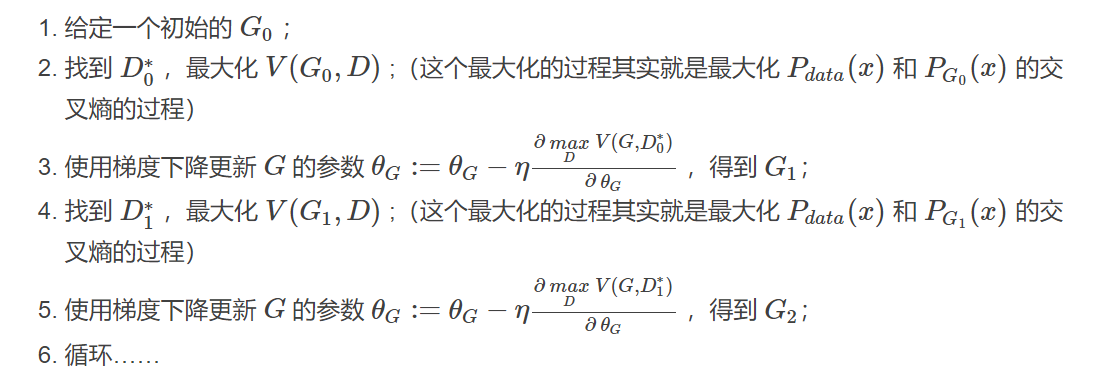 1. 给定一个初始的 $G_0$ ；
2. 找到 $D_0^*$ ，最大化 $V(G_0, D)$ ；（这个最大化的过程其实就是最大化 $P_{data}(x)$ 和 $P_{G_0}(x)$ 的交
叉熵的过程）
3. 使用梯度下降更新 $G$ 的参数 $\theta_G := \theta_G - \eta \frac{\partial \underset{D}{max} V(G, D_0^*)}{\partial \theta_G}$ ，得到 $G_1$；
4. 找到 $D_1^*$ ，最大化 $V(G_1, D)$ ；（这个最大化的过程其实就是最大化 $P_{data}(x)$ 和 $P_{G_1}(x)$ 的交
叉熵的过程）
5. 使用梯度下降更新 $G$ 的参数 $\theta_G := \theta_G - \eta \frac{\partial \underset{D}{max} V(G, D_1^*)}{\partial \theta_G}$ ，得到 $G_2$；
6. 循环……